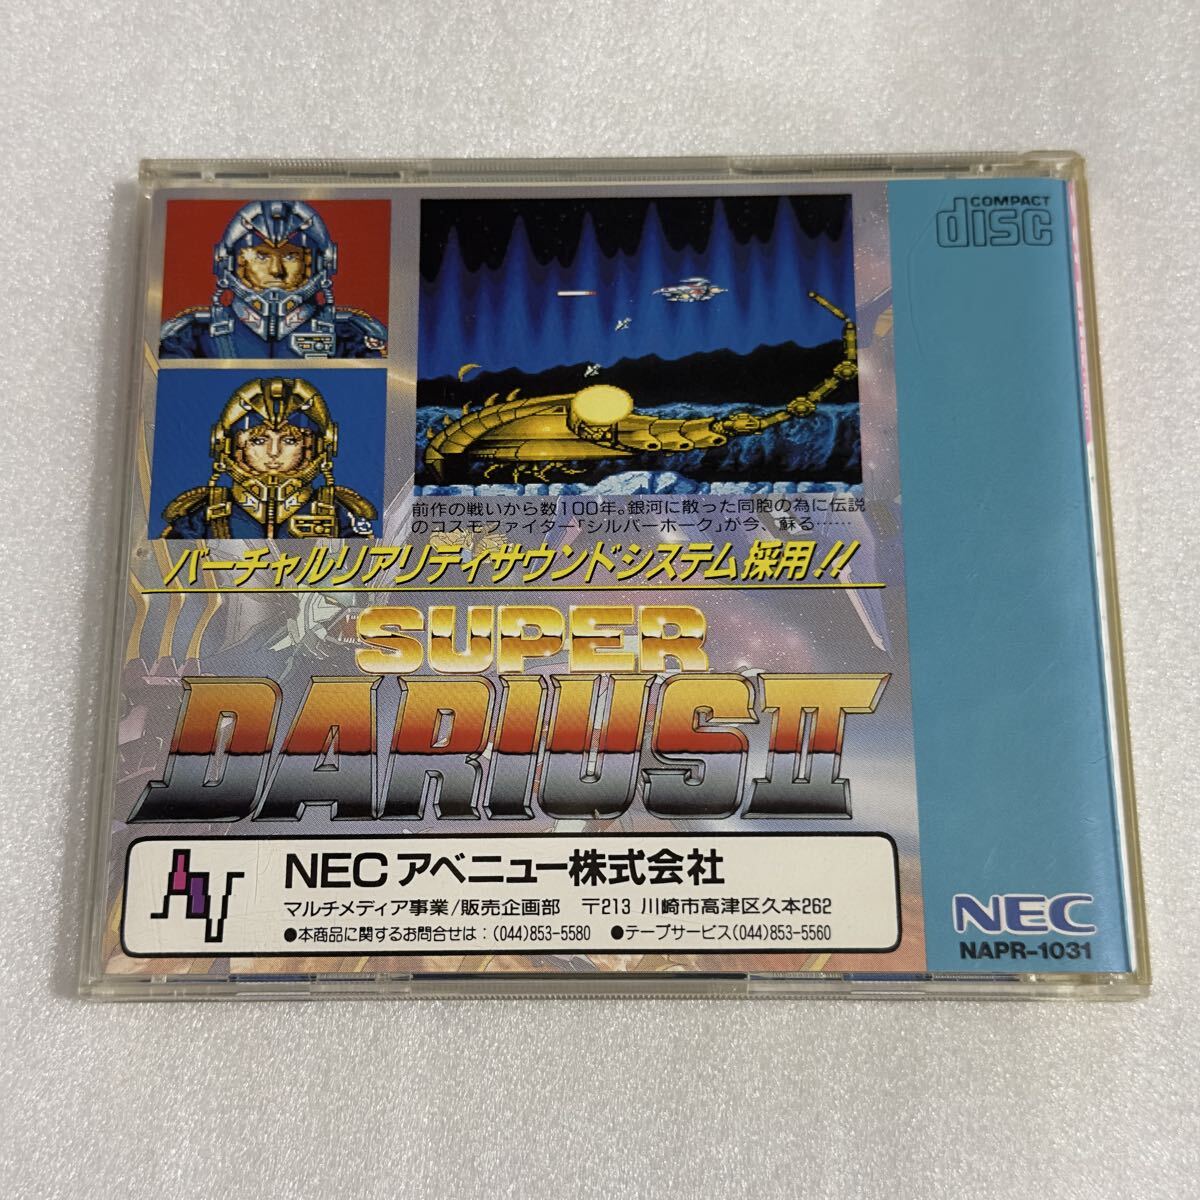 COMPACT
disc
前作の戦いから数100年。銀河に散った同胞の為に伝説
のコスモファイター「シルバーホーク」が今、蘇る……
バーチャルリアリティサウンドシステム採用!!
SUPER
DARIUS II
NECアベニュー株式会社
マルチメディア事業/販売企画部 〒213 川崎市高津区久本262
●本商品に関するお問合せは:(044)853-5580 ●テープサービス(044)853-5560
NEC
NAPR-1031